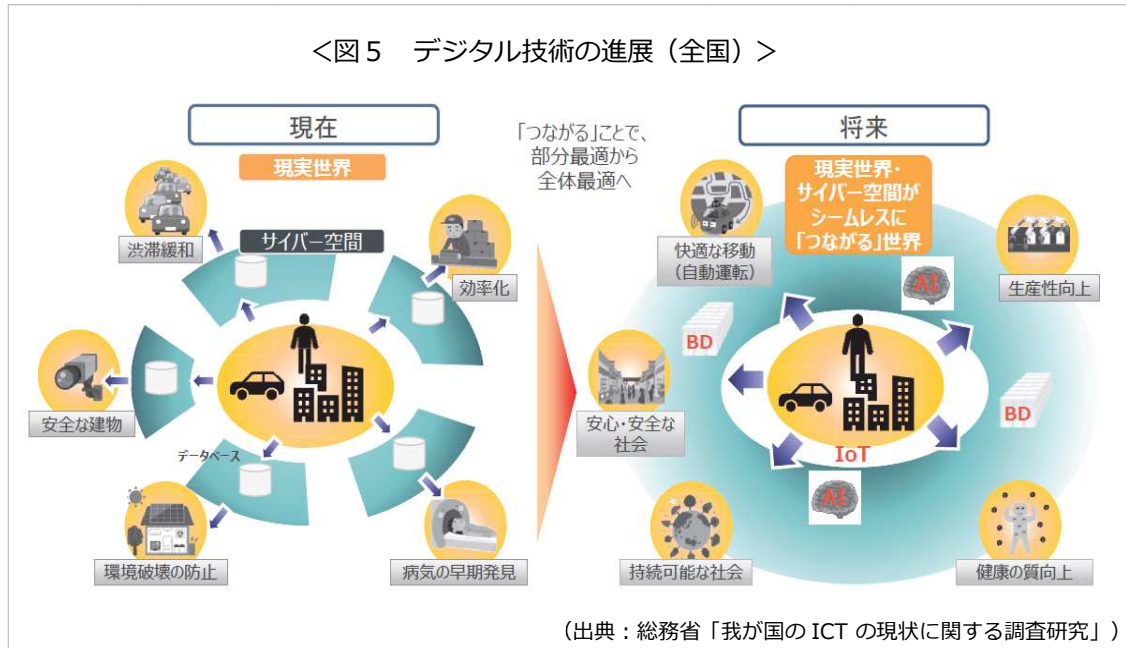 ＜図５　デジタル技術の進展（全国）＞
現在
現実世界
サイバー空間
渋滞緩和
効率化
安全な建物
データベース
環境破壊の防止
病気の早期発見
「つながる」ことで、
部分最適から
全体最適へ
将来
現実世界・
サイバー空間が
シームレスに
「つながる」世界
快適な移動
（自動運転）
AI
生産性向上
BD
安心・安全な
社会
BD
IoT
AI
持続可能な社会
健康の質向上
（出典：総務省「我が国の ICT の現状に関する調査研究」）